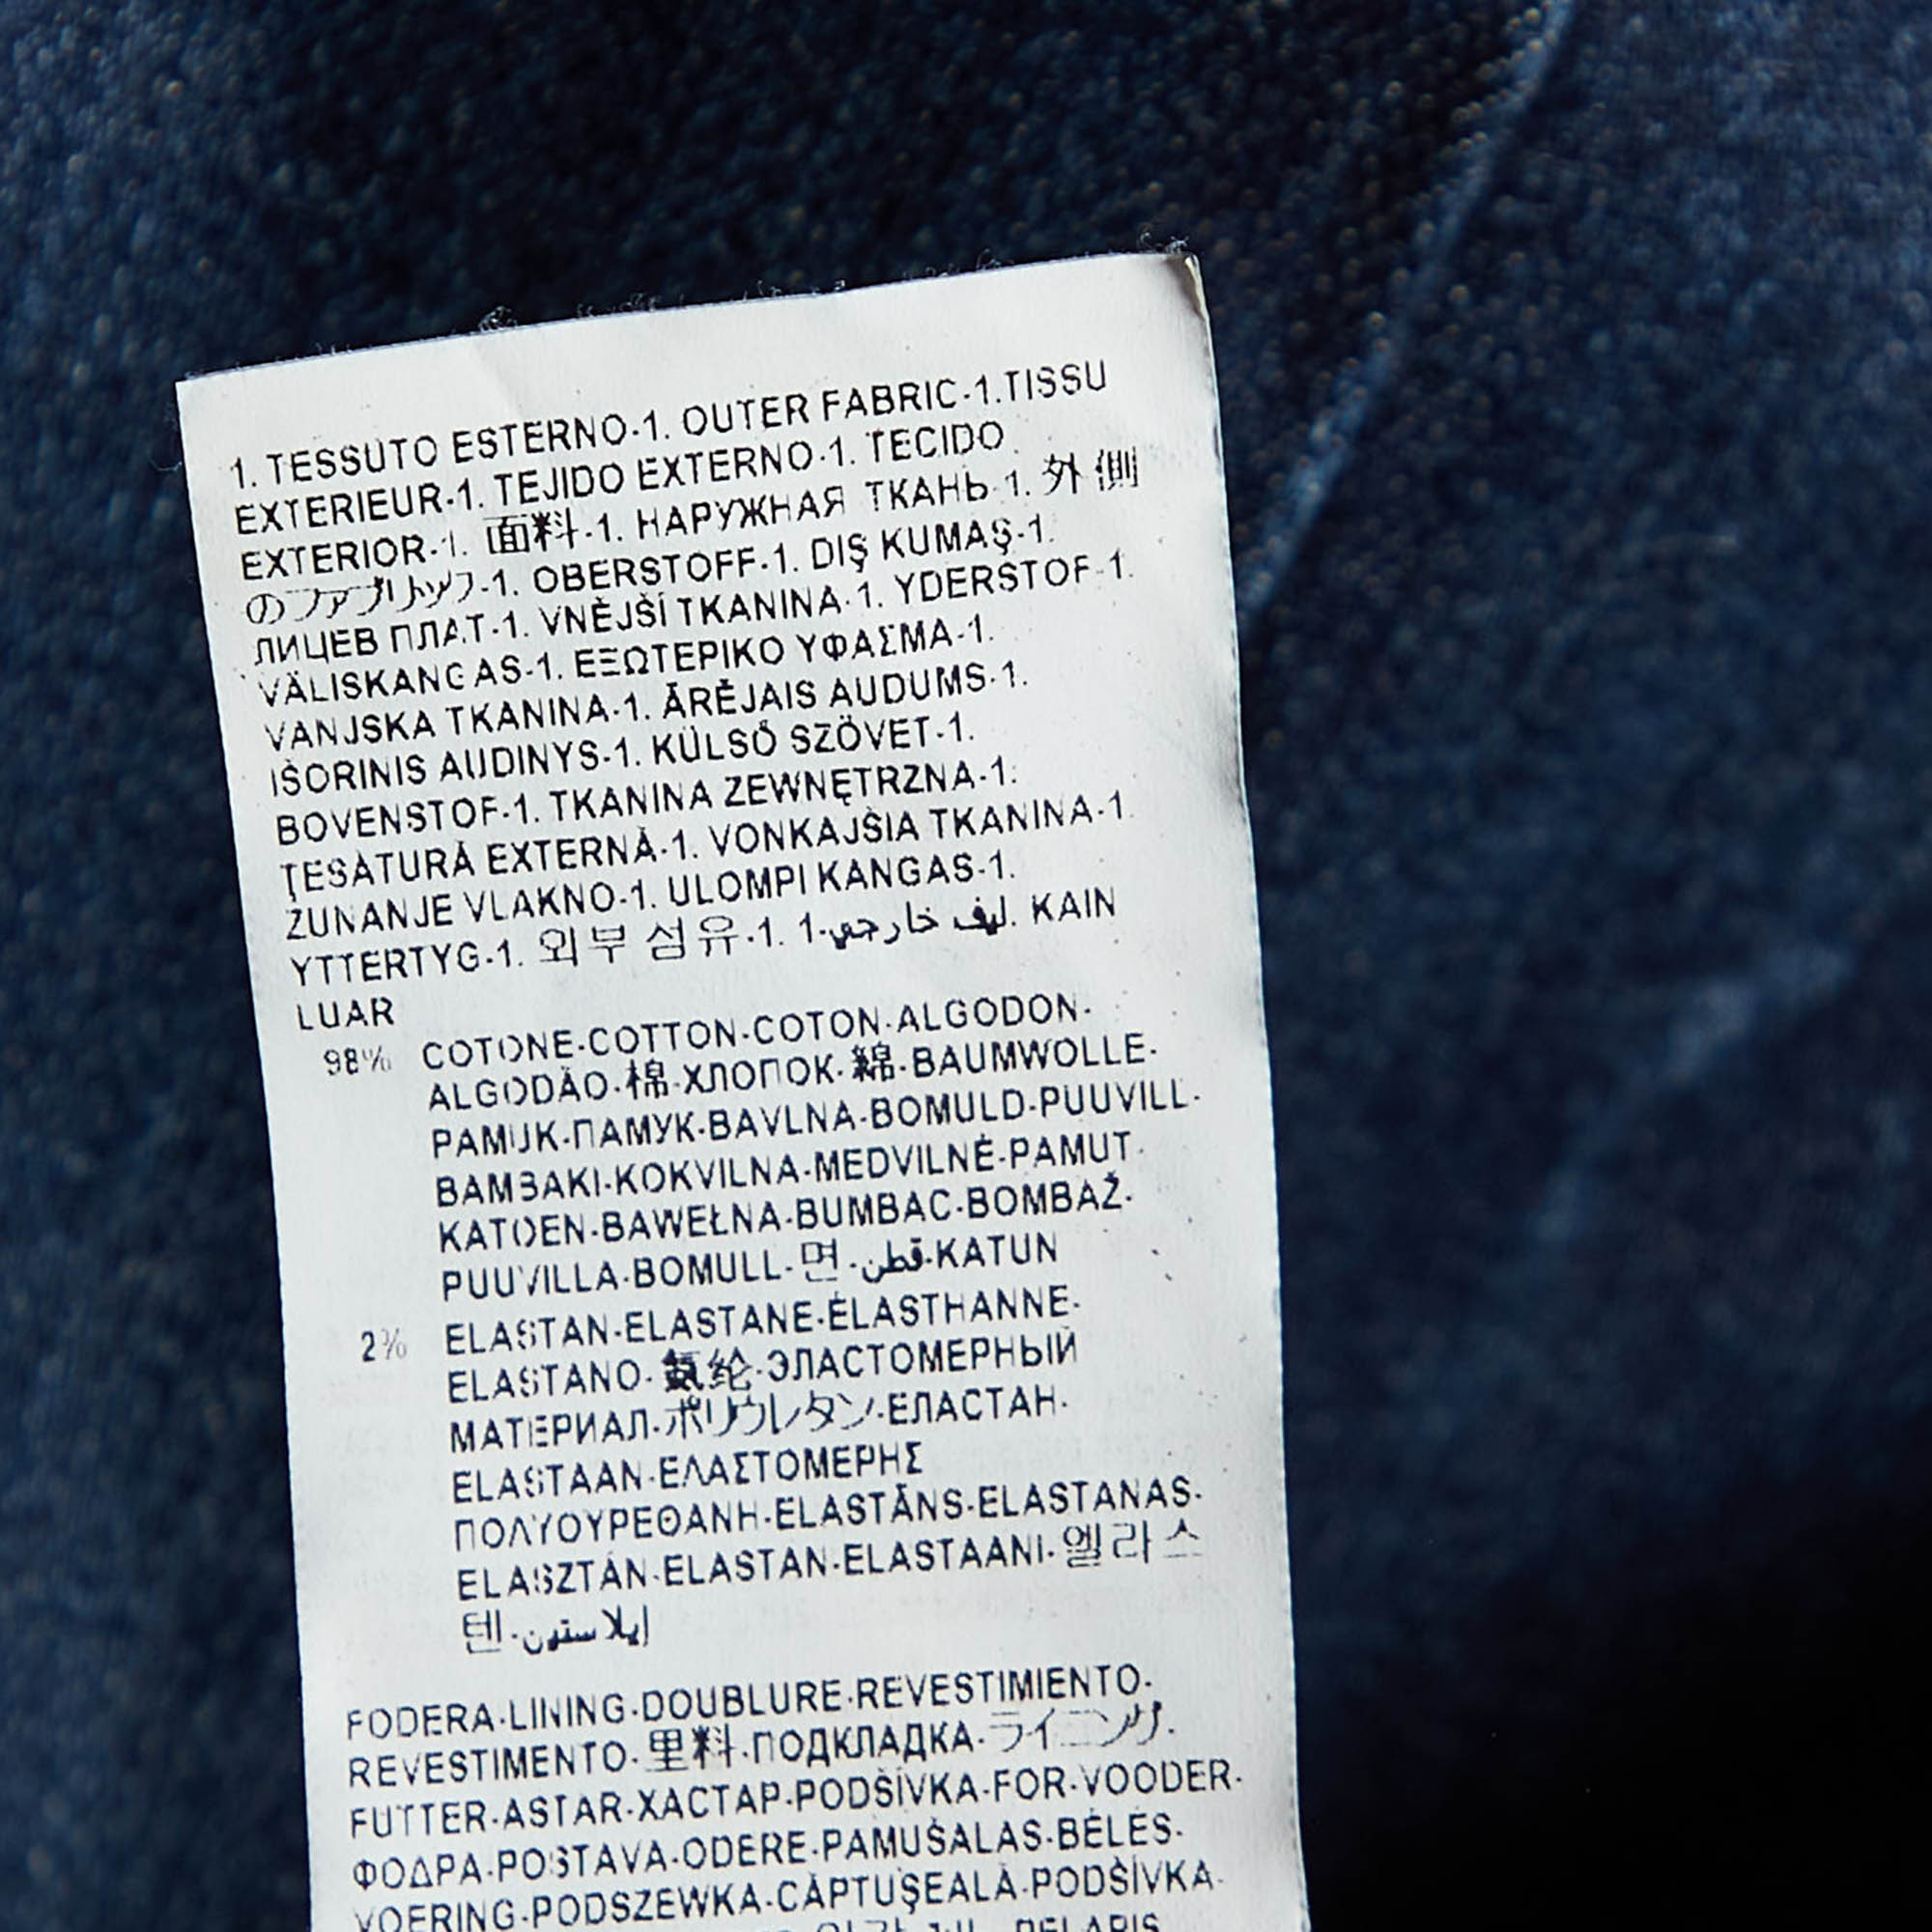 1. TESSUTO ESTERNO-1. OUTER FABRIC-1.TISSU
EXTERIEUR-1. TEJIDO EXTERNO-1. TECIDO
EXTERIOR-1. 面料-1. НАРУЖНАЯ ТКАНЬ-1. 外側
のファブリック-1. OBERSTOFF-1. DIŞ KUMAŞ-1.
ЛИЦЕВ ПЛАТ-1. VNĚJŠÍ TKANINA-1. YDERSTOF-1.
VÄLISKANGAS-1. ΕΞΩΤΕΡΙΚΟ ΥΦΑΣΜΑ-1.
VANJSKA TKANINA-1. ĀRĒJAIS AUDUMS-1.
IŠORINIS AUDINYS-1. KÜLSŐ SZÖVET-1.
BOVENSTOF-1. TKANINA ZEWNĘTRZNA-1.
ŢESĂTURĂ EXTERNĂ-1. VONKAJŠIA TKANINA-1.
ZUNANJE VLAKNO-1. ULOMPI KANGAS-1.
YTTERTYG-1. 외부 섬유-1. 1-ليف خارجي. KAIN
LUAR
98% COTONE-COTTON-COTON-ALGODON-
ALGODÃO-棉-ХЛОПОК-綿-BAUMWOLLE-
PAMUK-ПАМУК-BAVLNA-BOMULD-PUUVILL-
BAMBAKI-KOKVILNA-MEDVILNĖ-PAMUT-
KATOEN-BAWEŁNA-BUMBAC-BOMBAŽ-
PUUVILLA-BOMULL-면-قطن-KATUN
2% ELASTAN-ELASTANE-ÉLASTHANNE-
ELASTANO-氨纶-ЭЛАСТОМЕРНЫЙ
МАТЕРИАЛ-ポリウレタン-ЕЛАСТАН-
ELASTAAN-ΕΛΑΣΤΟΜΕΡΗΣ
ΠΟΛΥΟΥΡΕΘΑΝΗ-ELASTĀNS-ELASTANAS-
ELASZTÁN-ELASTAN-ELASTAANI-엘라스
텐-إيلاستون
FODERA-LINING-DOUBLURE-REVESTIMIENTO-
REVESTIMENTO-里料-ПОДКЛАДКА-ライニング-
FUTTER-ASTAR-ХАСТАР-PODŠÍVKA-FOR-VOODER-
ΦΟΔΡΑ-POSTAVA-ODERE-PAMUŠALAS-BÉLÉS-
VOERING-PODSZEWKA-CĂPTUŞEALĂ-PODŠÍVKA-